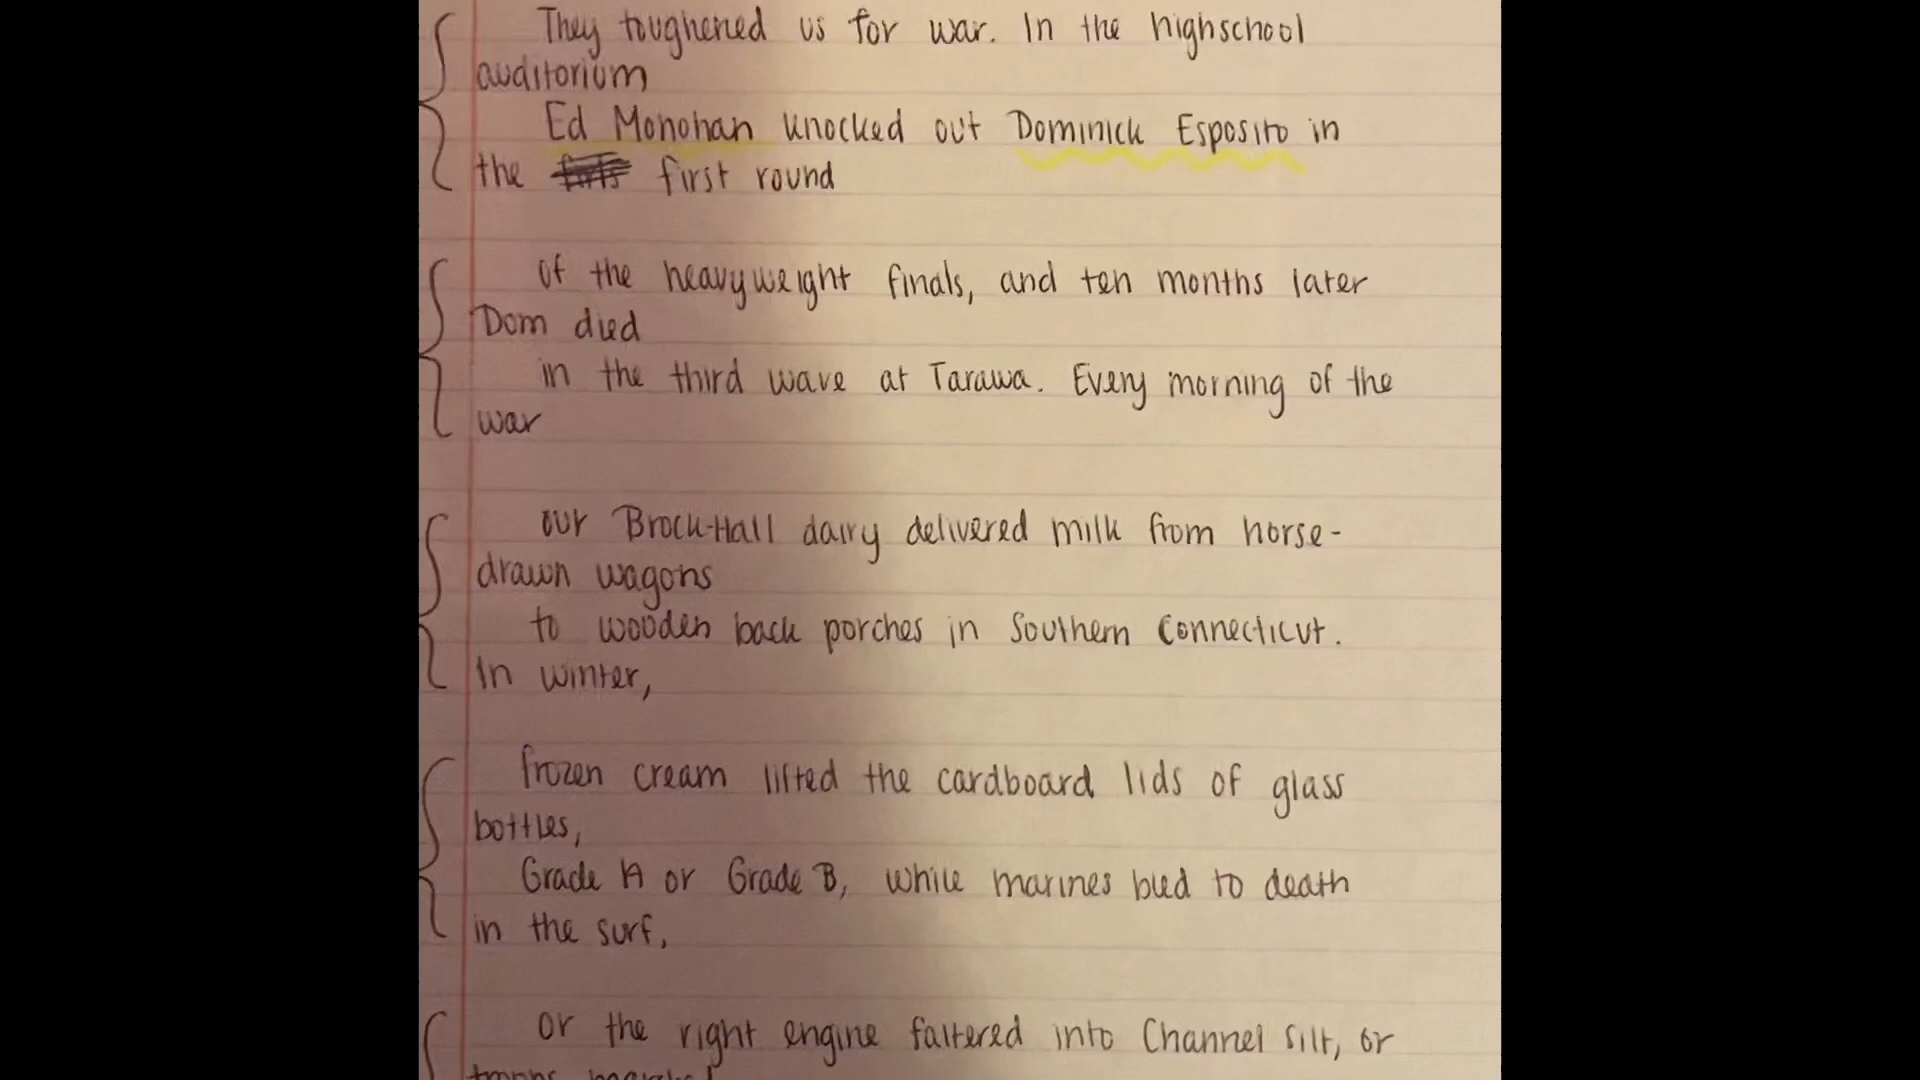 They toughened us for war. In the highschool
auditorium
Ed Monohan knocked out Dominick Esposito in
the first round
of the heavyweight finals, and ten months later
Dom died
in the third wave at Tarawa. Every morning of the
war
our Brock-Hall dairy delivered milk from horse-
drawn wagons
to wooden back porches in Southern Connecticut.
In winter,
frozen cream lifted the cardboard lids of glass
bottles,
Grade A or Grade B, while marines bled to death
in the surf,
or the right engine faltered into Channel silt, or